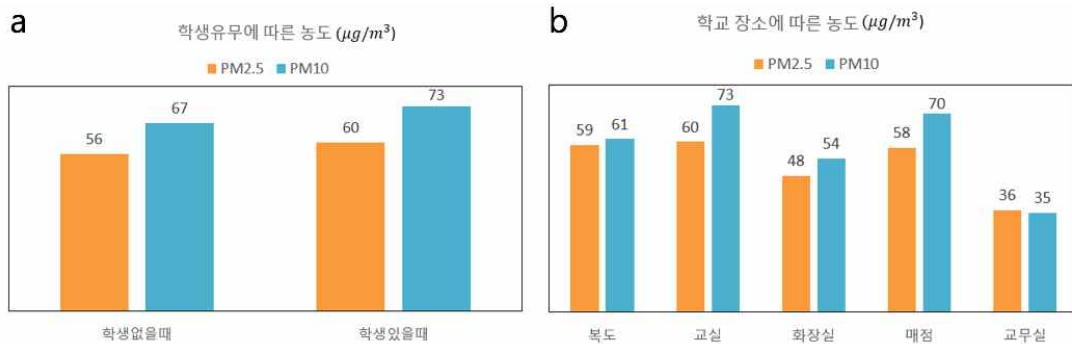 a
학생유무에 따른 농도 (μg/m³)
PM2.5 PM10
56 67 60 73
학생없을때 학생있을때
b
학교 장소에 따른 농도 (μg/m³)
PM2.5 PM10
59 61 60 73 48 54 58 70 36 35
복도 교실 화장실 매점 교무실